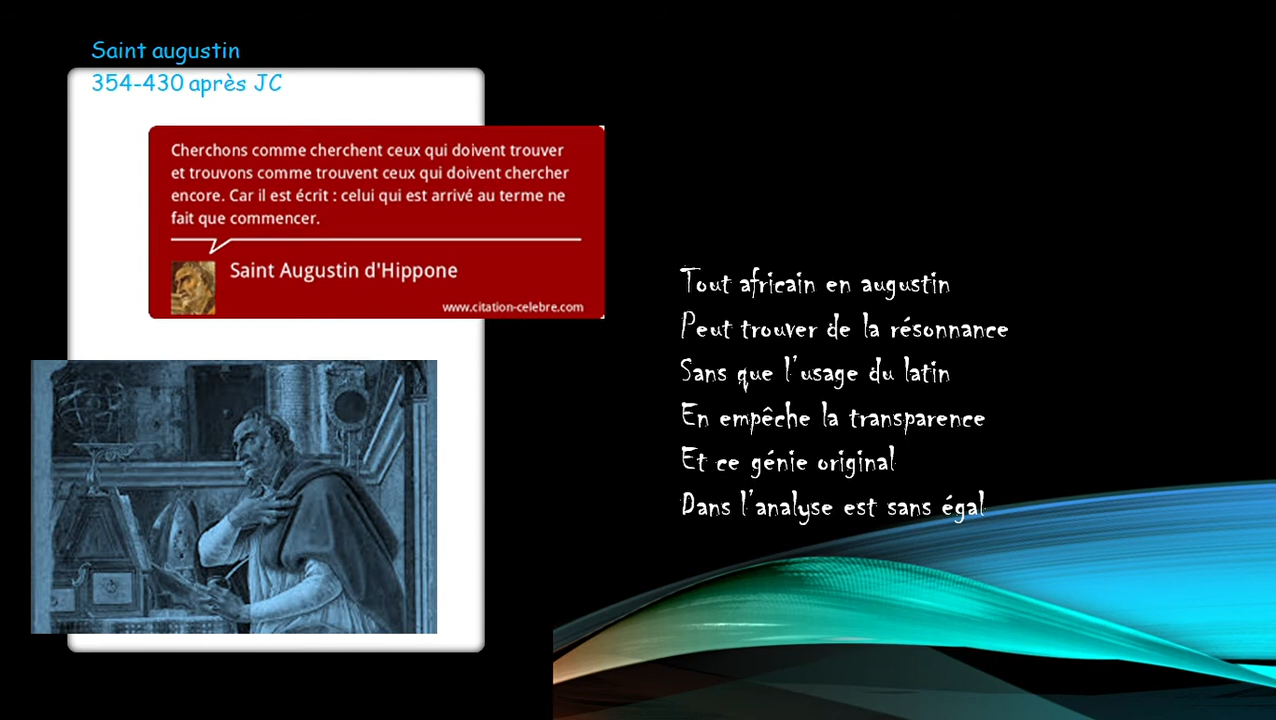 Saint augustin
354-430 après JC
Cherchons comme cherchent ceux qui doivent trouver
et trouvons comme trouvent ceux qui doivent chercher
encore. Car il est écrit : celui qui est arrivé au terme ne
fait que commencer.
Saint Augustin d'Hippone
www.citation-celebre.com
Tout africain en augustin
Peut trouver de la résonnance
Sans que l'usage du latin
En empêche la transparence
Et ce génie original
Dans l'analyse est sans égal